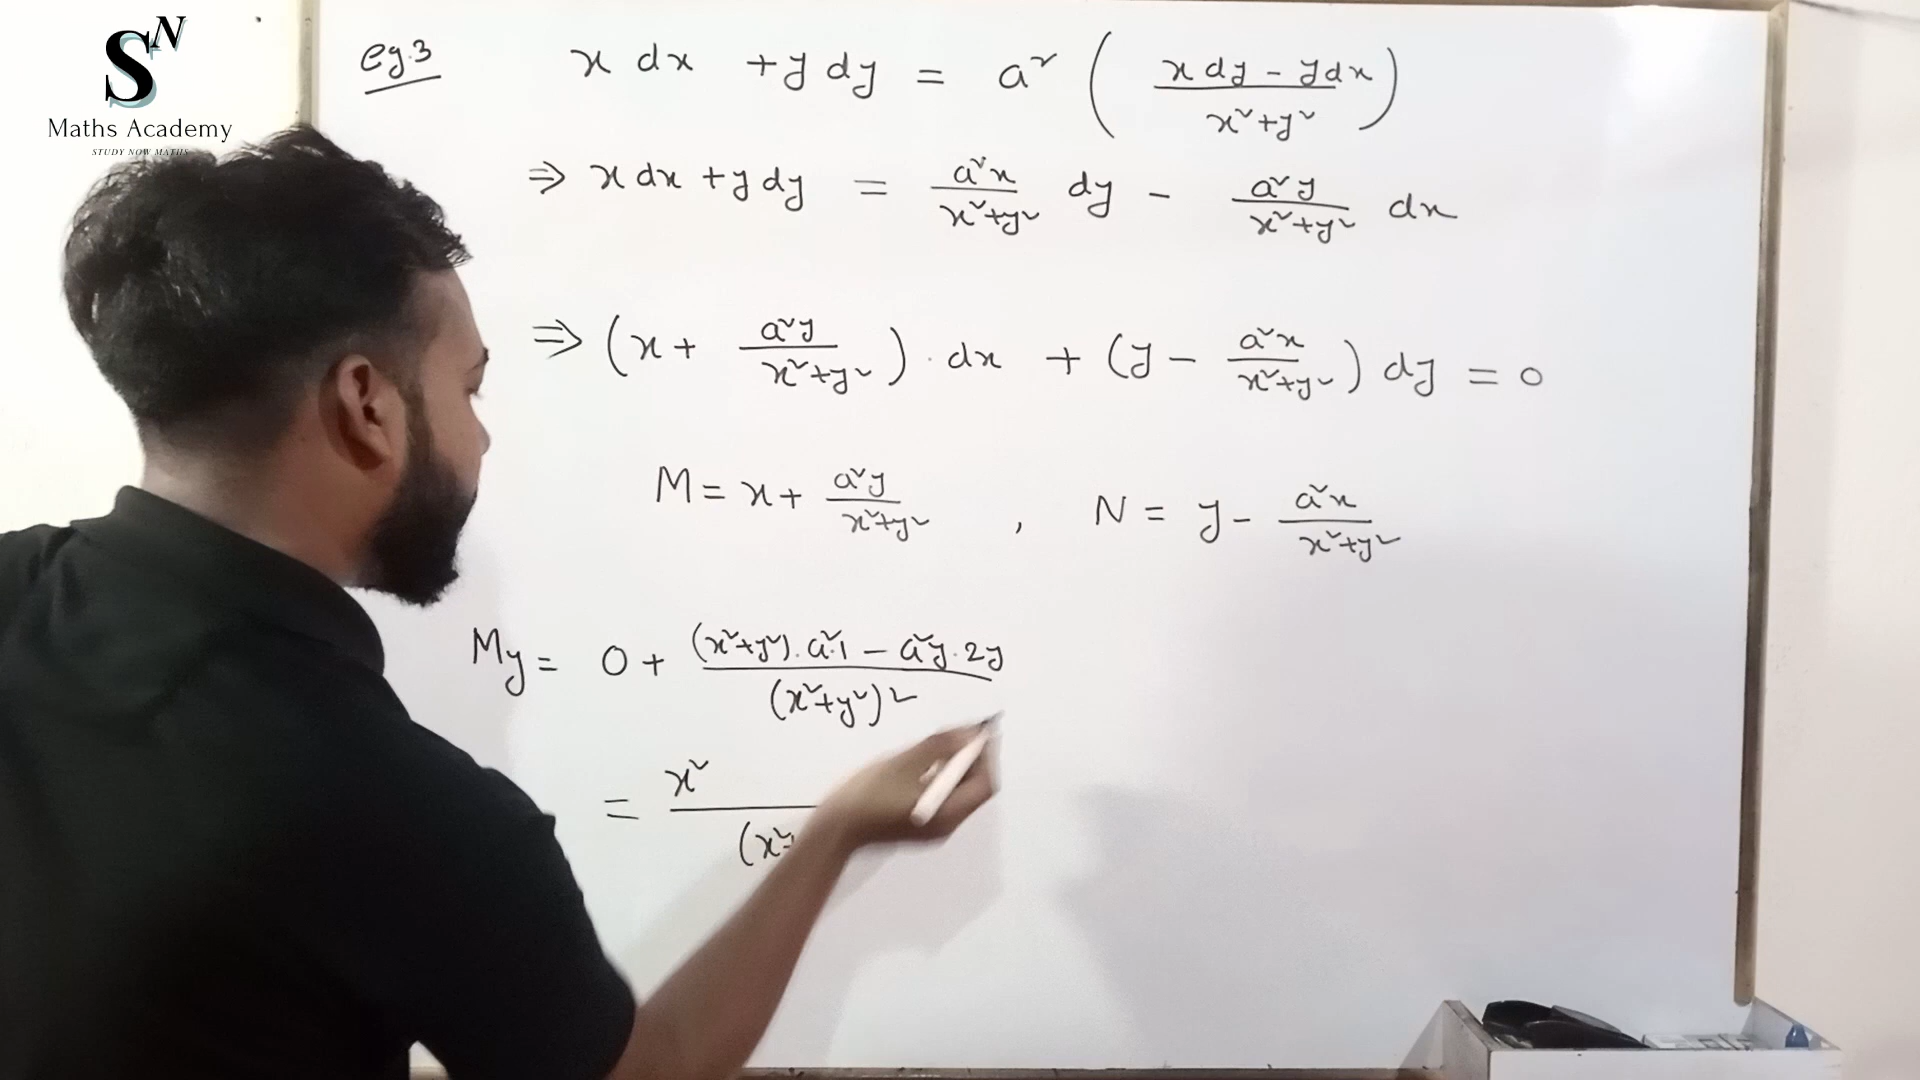 SN
Maths Academy
STUDY NOW MATHS
eg.3 x dx + y dy = a² ( x dy - y dx / x² + y² )
⇒ x dx + y dy = a²x / x² + y² dy - a²y / x² + y² dx
⇒ ( x + a²y / x² + y² ) . dx + ( y - a²x / x² + y² ) dy = 0
M = x + a²y / x² + y² , N = y - a²x / x² + y²
My = 0 + (x² + y²) . a².1 - a²y . 2y / (x² + y²)²
= x² / (x² +